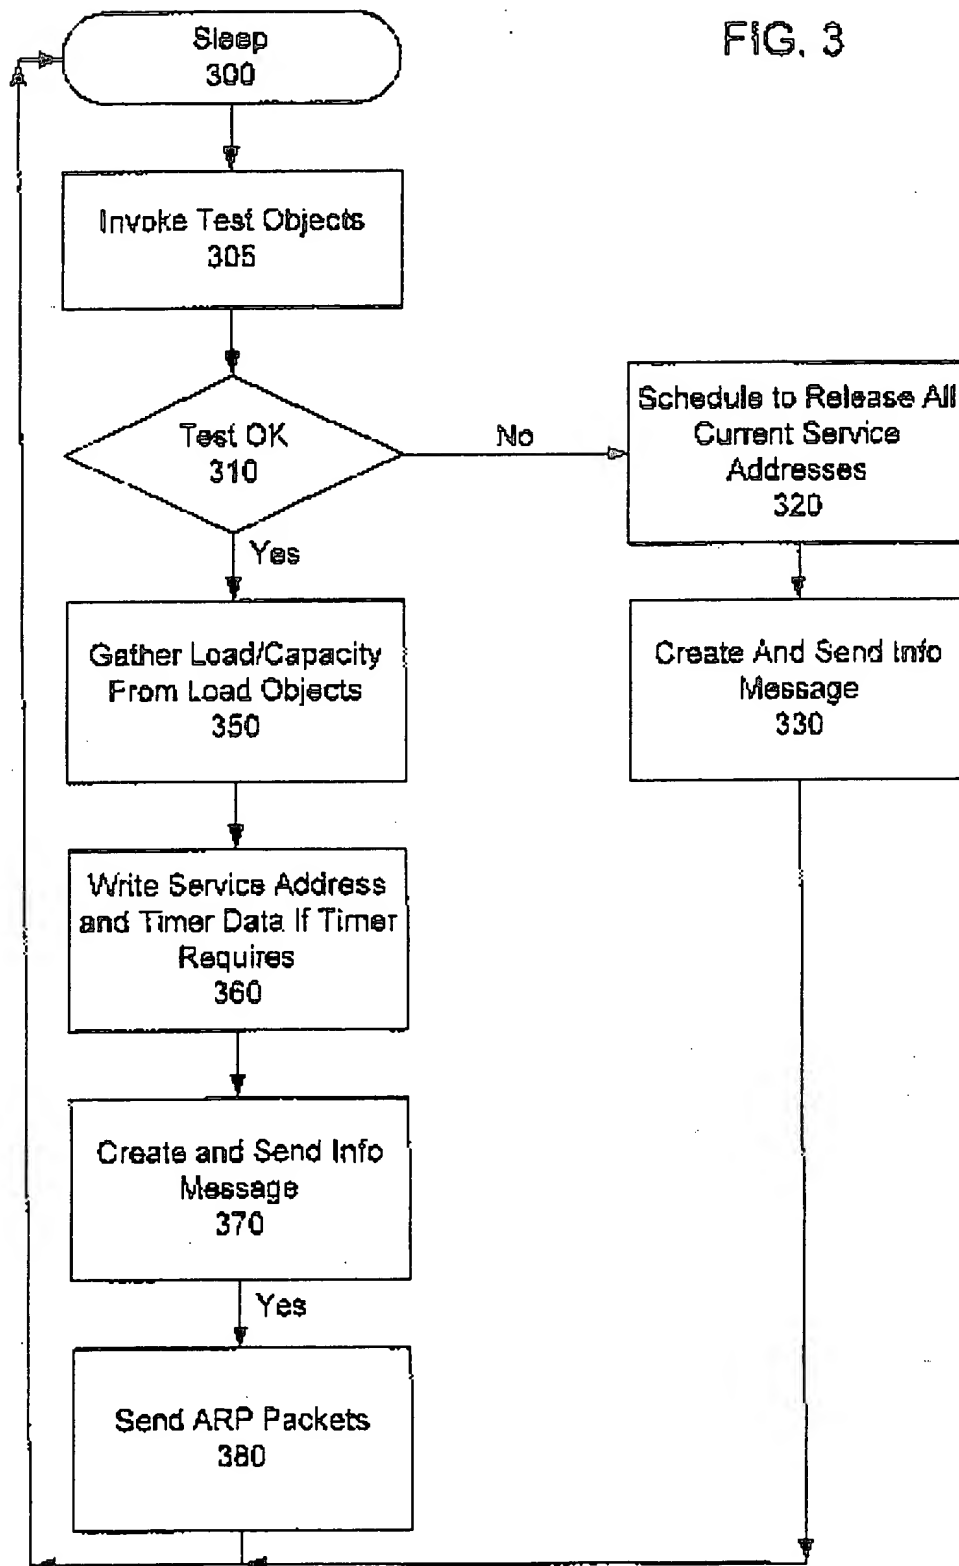 FIG. 3
Sleep
300
Invoke Test Objects
305
Test OK
310
No
Yes
Schedule to Release All
Current Service
Addresses
320
Gather Load/Capacity
From Load Objects
350
Create And Send Info
Message
330
Write Service Address
and Timer Data If Timer
Requires
360
Create and Send Info
Message
370
Yes
Send ARP Packets
380